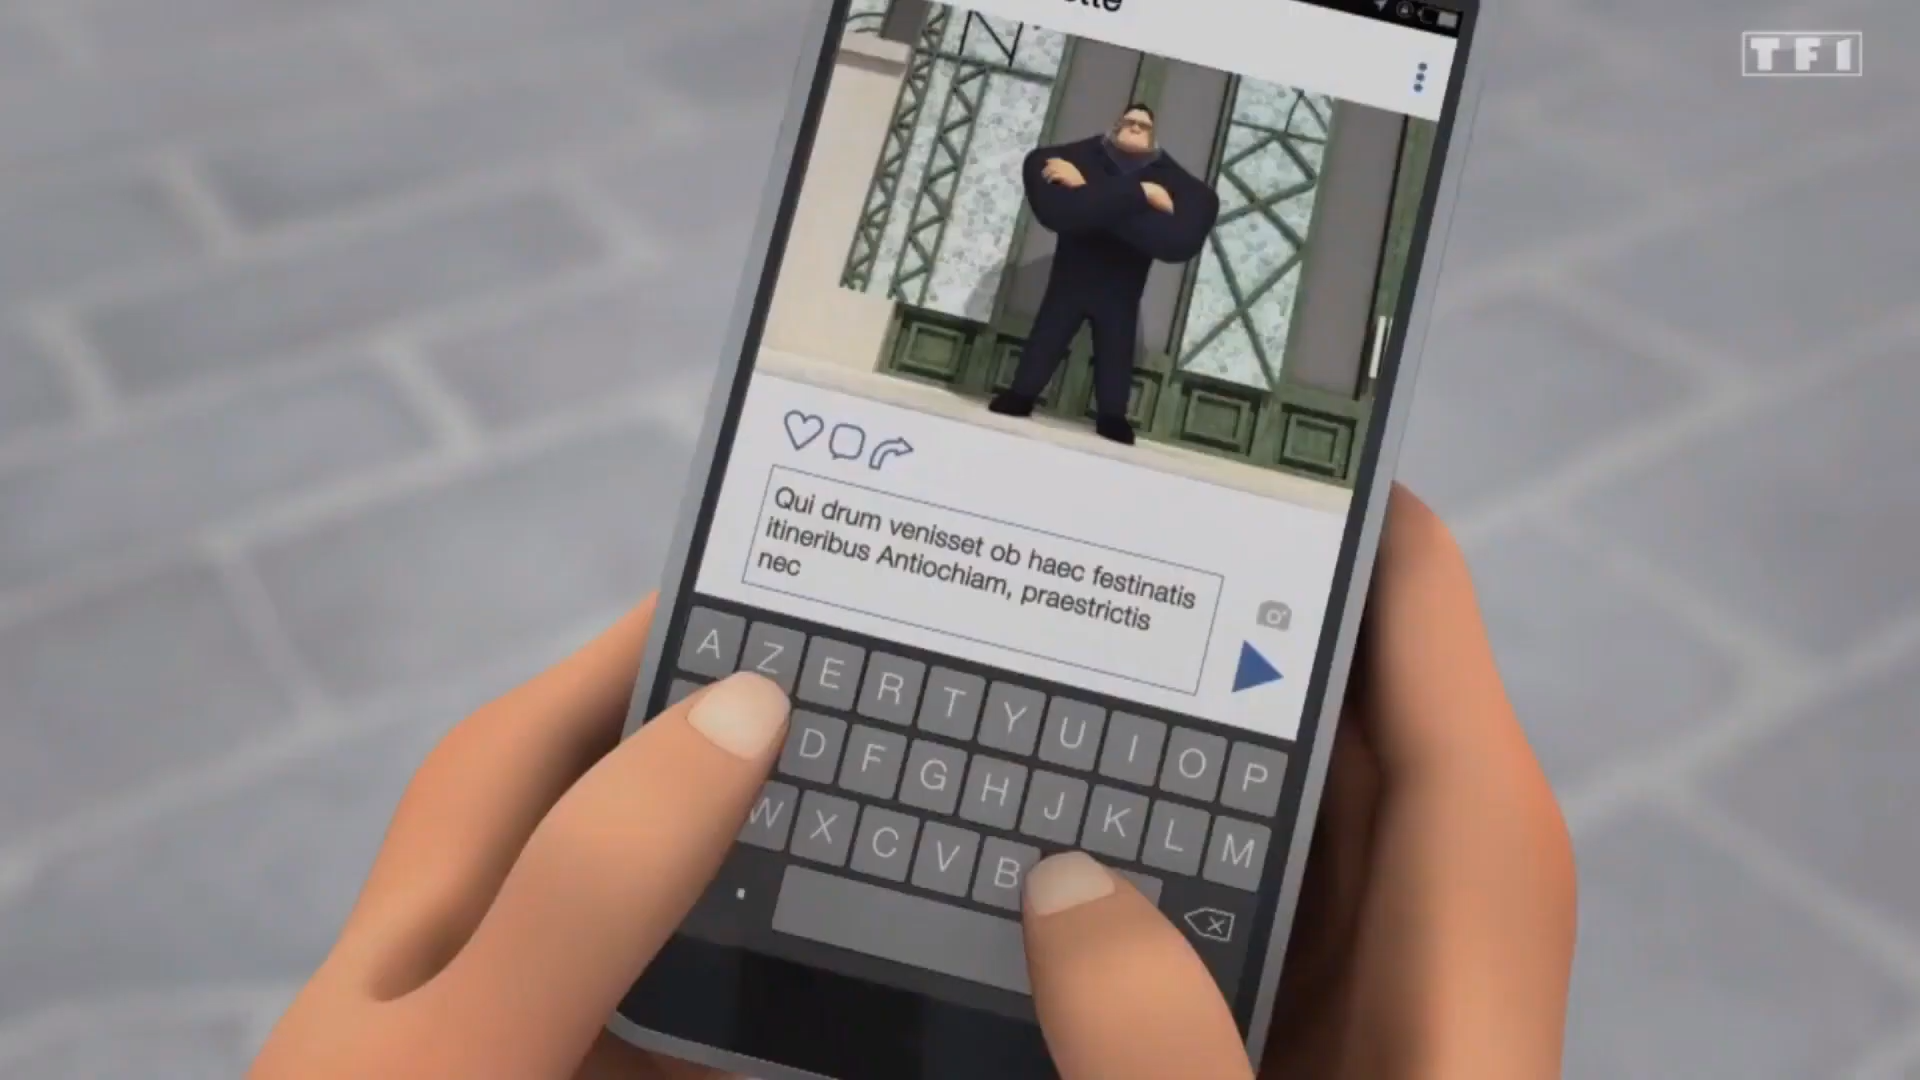 TF1
Qui drum venisset ob haec festinatis
itineribus Antiochiam, praestrictis
nec
A Z E R T Y U I O P
D F G H J K L M
W X C V B
.